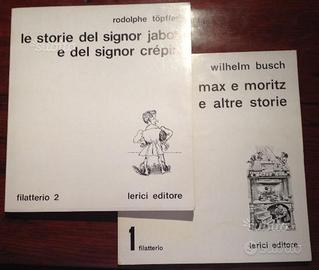 rodolphe töpffer
le storie del signor jabot
e del signor crépin
filatterio 2
lerici editore
wilhelm busch
max e moritz
e altre storie
1 filatterio
lerici editore